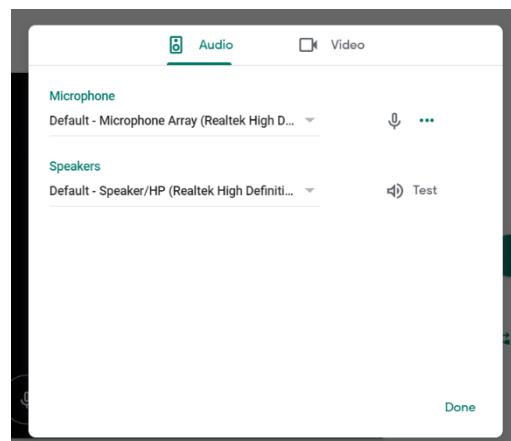 Audio
Video
Microphone
Default - Microphone Array (Realtek High D...
Speakers
Default - Speaker/HP (Realtek High Definiti...
Test
Done